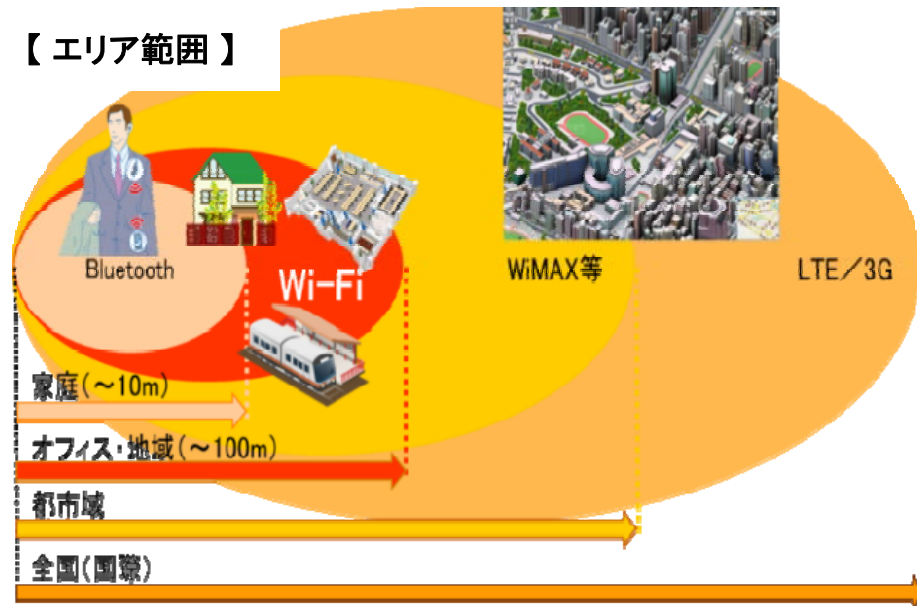 【 エリア範囲 】
Bluetooth
Wi-Fi
WiMAX等
LTE／3G
家庭(～10m)
オフィス・地域(～100m)
都市域
全国(国際)